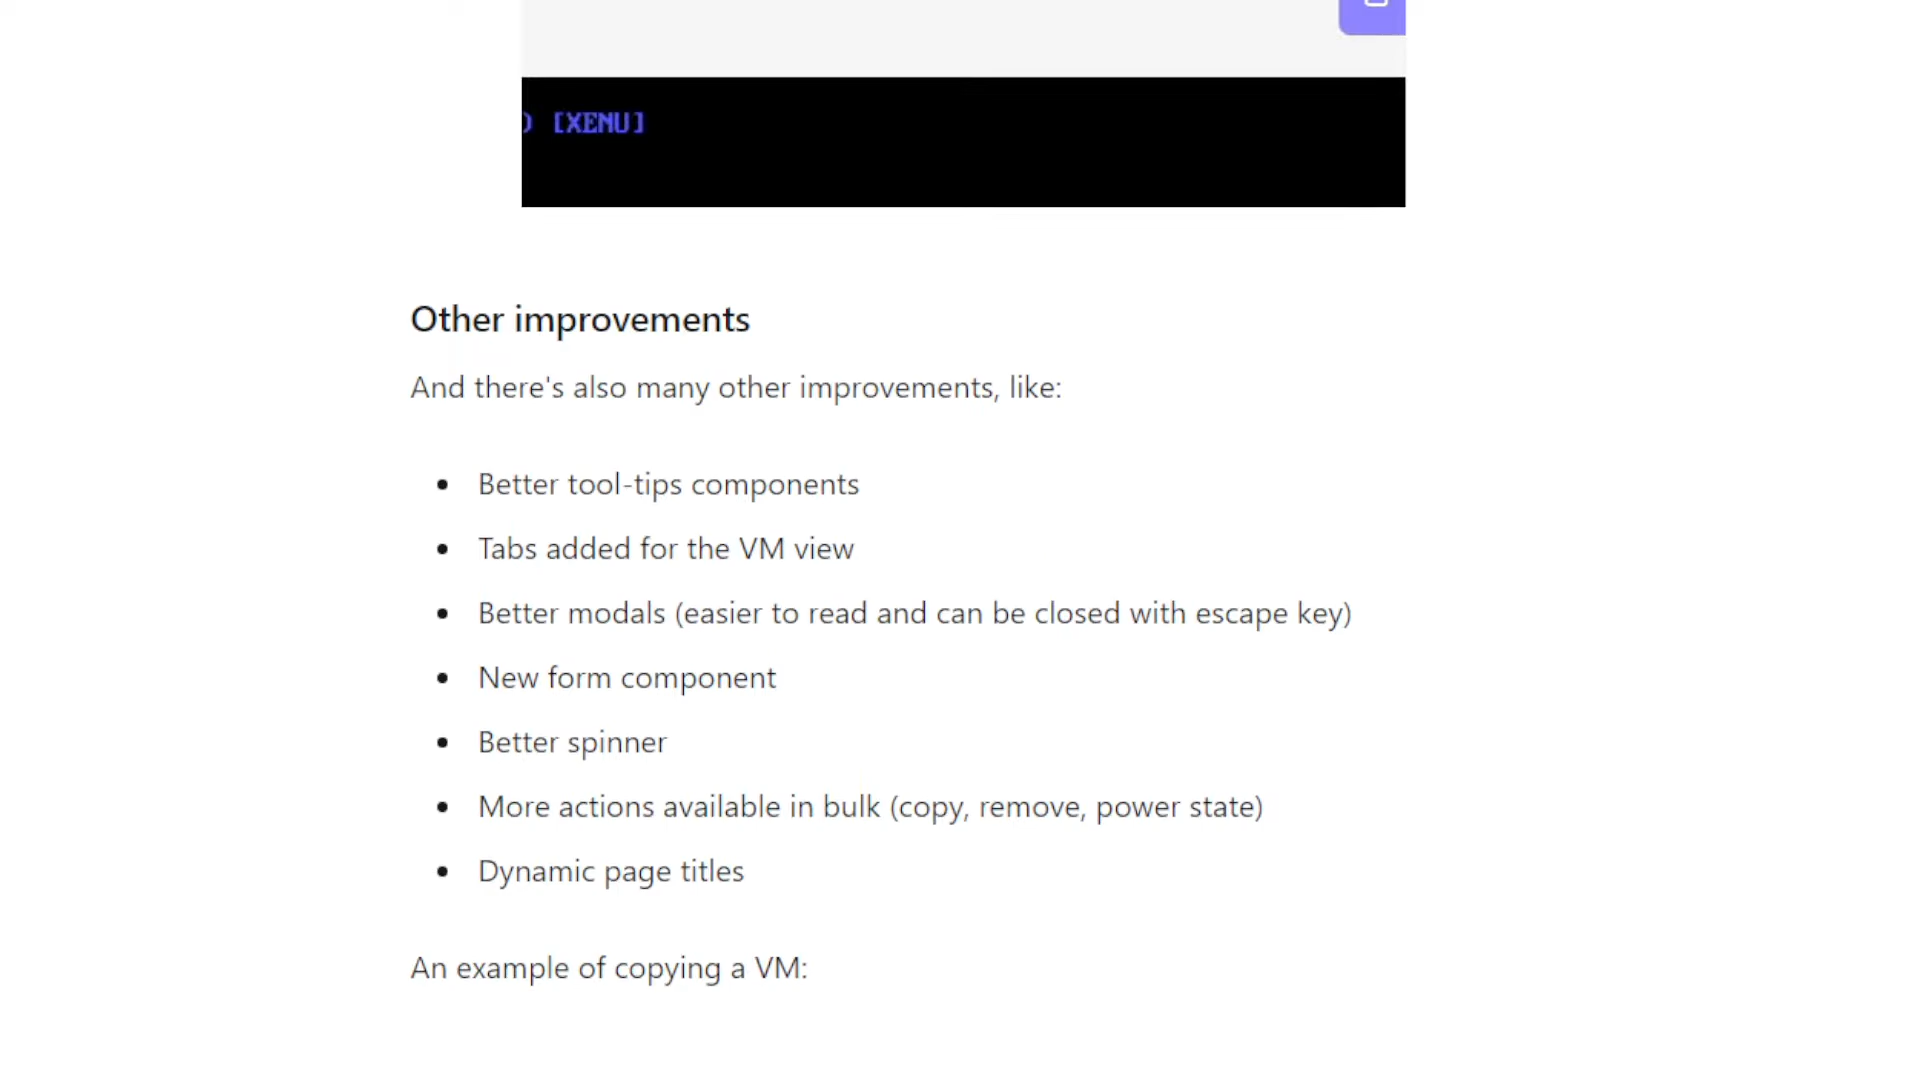 ) [XENU]
Other improvements
And there's also many other improvements, like:
• Better tool-tips components
• Tabs added for the VM view
• Better modals (easier to read and can be closed with escape key)
• New form component
• Better spinner
• More actions available in bulk (copy, remove, power state)
• Dynamic page titles
An example of copying a VM: